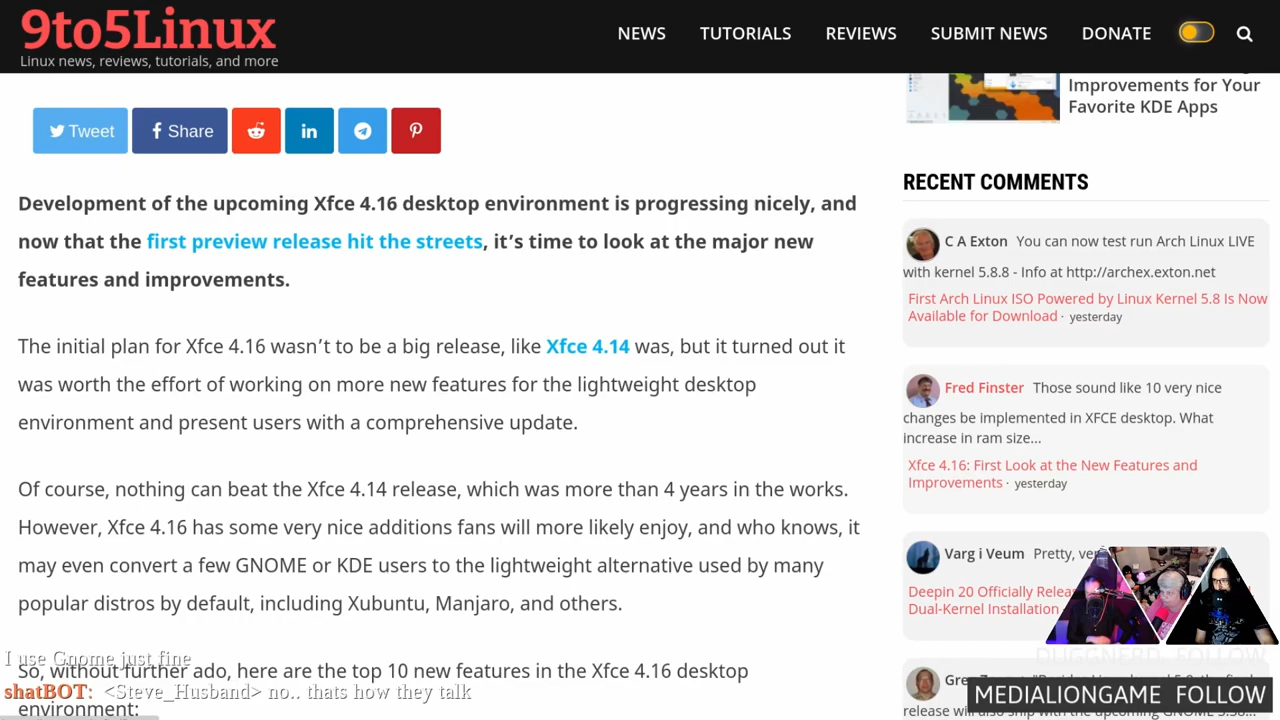 9to5Linux
Linux news, reviews, tutorials, and more
NEWS TUTORIALS REVIEWS SUBMIT NEWS DONATE
Tweet Share
Development of the upcoming Xfce 4.16 desktop environment is progressing nicely, and
now that the first preview release hit the streets, it’s time to look at the major new
features and improvements.
The initial plan for Xfce 4.16 wasn’t to be a big release, like Xfce 4.14 was, but it turned out it
was worth the effort of working on more new features for the lightweight desktop
environment and present users with a comprehensive update.
Of course, nothing can beat the Xfce 4.14 release, which was more than 4 years in the works.
However, Xfce 4.16 has some very nice additions fans will more likely enjoy, and who knows, it
may even convert a few GNOME or KDE users to the lightweight alternative used by many
popular distros by default, including Xubuntu, Manjaro, and others.
So, without further ado, here are the top 10 new features in the Xfce 4.16 desktop
environment:
I use Gnome just fine
shatBOT: <Steve_Husband> no.. thats how they talk
Improvements for Your
Favorite KDE Apps
RECENT COMMENTS
C A Exton You can now test run Arch Linux LIVE
with kernel 5.8.8 - Info at http://archex.exton.net
First Arch Linux ISO Powered by Linux Kernel 5.8 Is Now
Available for Download · yesterday
Fred Finster Those sound like 10 very nice
changes be implemented in XFCE desktop. What
increase in ram size...
Xfce 4.16: First Look at the New Features and
Improvements · yesterday
Varg i Veum Pretty,
Deepin 20 Officially
Dual-Kernel Installation
MEDIALIONGAME FOLLOW